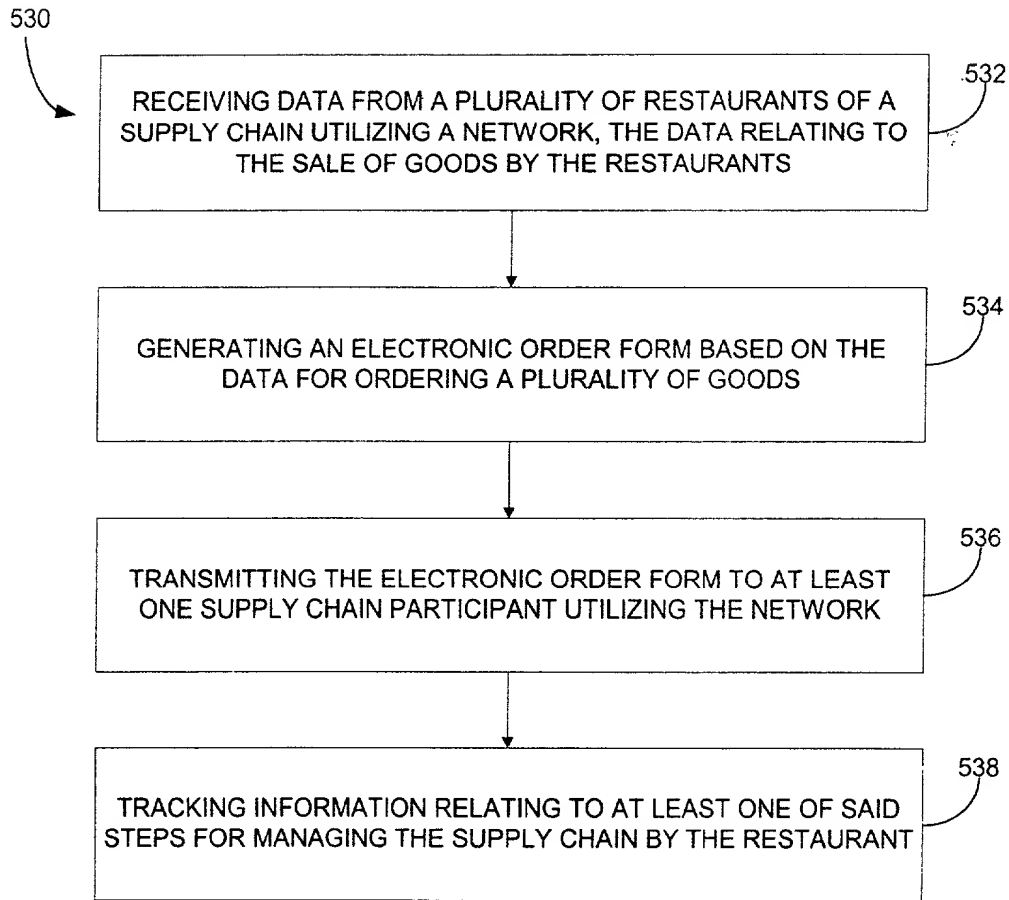 530
532
RECEIVING DATA FROM A PLURALITY OF RESTAURANTS OF A
SUPPLY CHAIN UTILIZING A NETWORK, THE DATA RELATING TO
THE SALE OF GOODS BY THE RESTAURANTS
534
GENERATING AN ELECTRONIC ORDER FORM BASED ON THE
DATA FOR ORDERING A PLURALITY OF GOODS
536
TRANSMITTING THE ELECTRONIC ORDER FORM TO AT LEAST
ONE SUPPLY CHAIN PARTICIPANT UTILIZING THE NETWORK
538
TRACKING INFORMATION RELATING TO AT LEAST ONE OF SAID
STEPS FOR MANAGING THE SUPPLY CHAIN BY THE RESTAURANT